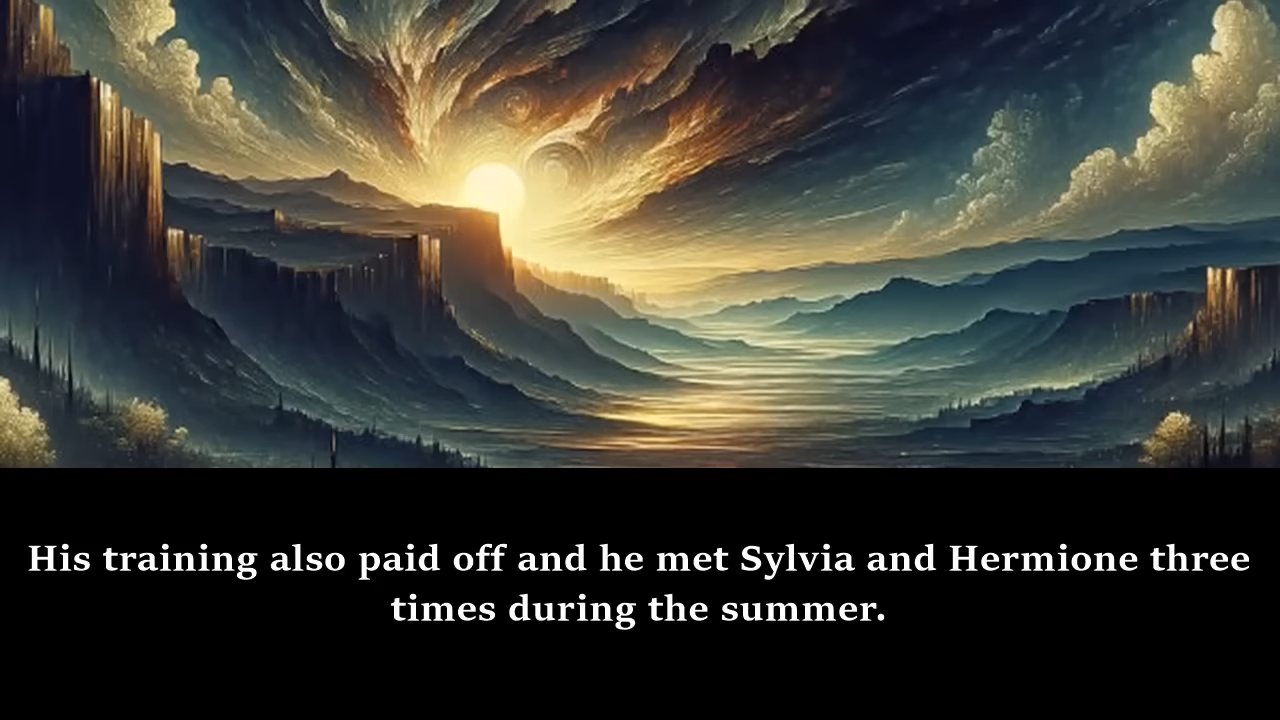 His training also paid off and he met Sylvia and Hermione three
times during the summer.